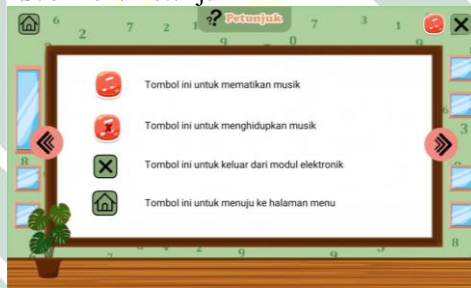 ? Petunjuk
Tombol ini untuk mematikan musik
Tombol ini untuk menghidupkan musik
Tombol ini untuk keluar dari modul elektronik
Tombol ini untuk menuju ke halaman menu